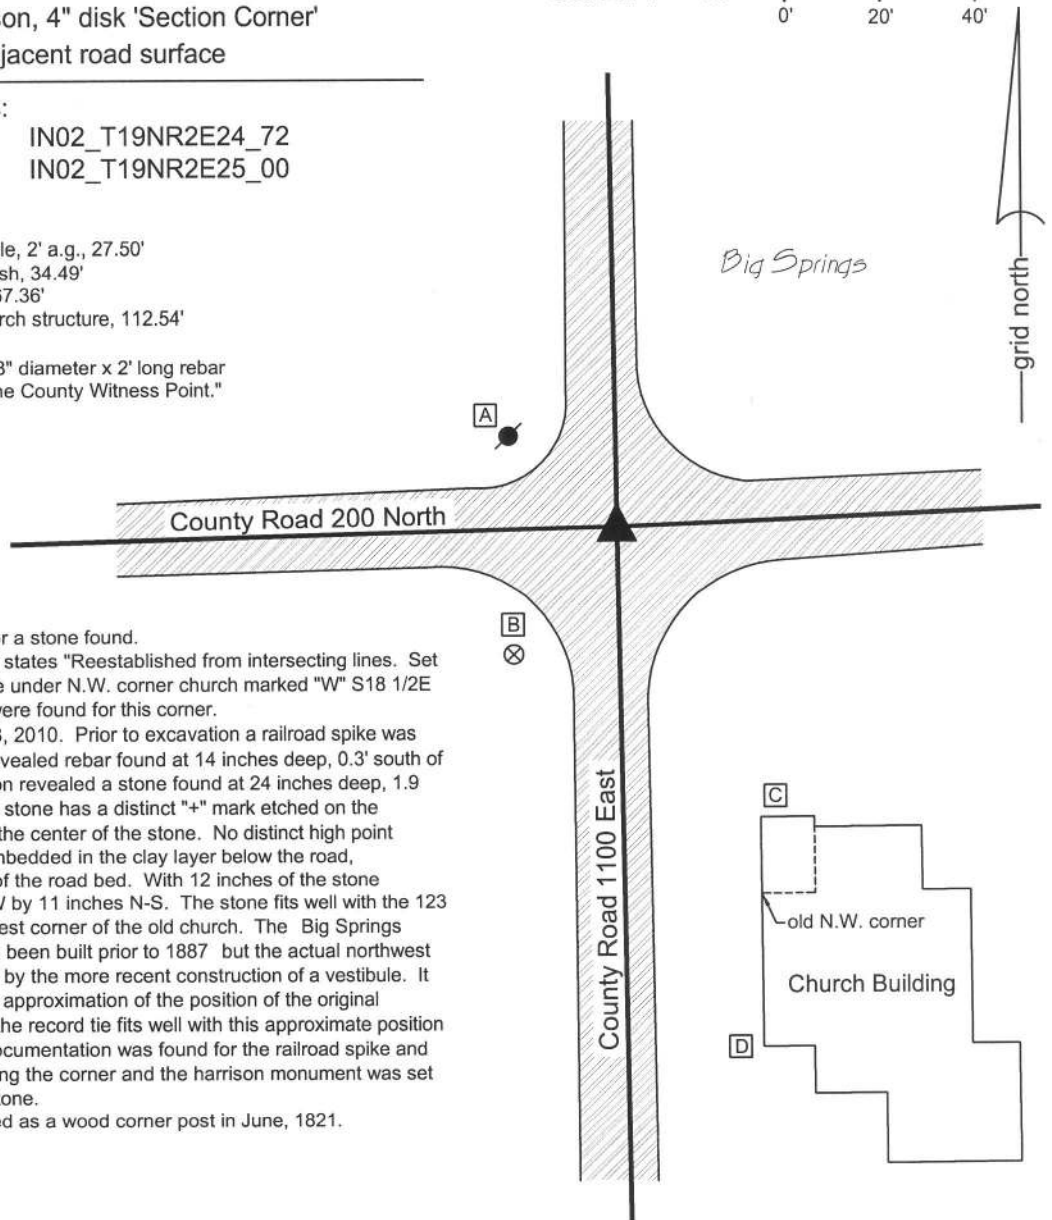 on, 4" disk 'Section Corner'
jacent road surface
0' 20' 40'
:
IN02_T19NR2E24_72
IN02_T19NR2E25_00
le, 2' a.g., 27.50'
sh, 34.49'
67.36'
rch structure, 112.54'
8" diameter x 2' long rebar
ne County Witness Point."
Big Springs
grid north
A
County Road 200 North
B
r a stone found.
states "Reestablished from intersecting lines. Set
e under N.W. corner church marked "W" S18 1/2E
were found for this corner.
, 2010. Prior to excavation a railroad spike was
evealed rebar found at 14 inches deep, 0.3' south of
on revealed a stone found at 24 inches deep, 1.9
stone has a distinct "+" mark etched on the
the center of the stone. No distinct high point
mbedded in the clay layer below the road,
of the road bed. With 12 inches of the stone
by 11 inches N-S. The stone fits well with the 123
est corner of the old church. The Big Springs
been built prior to 1887 but the actual northwest
by the more recent construction of a vestibule. It
approximation of the position of the original
he record tie fits well with this approximate position
ocumentation was found for the railroad spike and
ng the corner and the harrison monument was set
tone.
ed as a wood corner post in June, 1821.
County Road 1100 East
C
old N.W. corner
Church Building
D